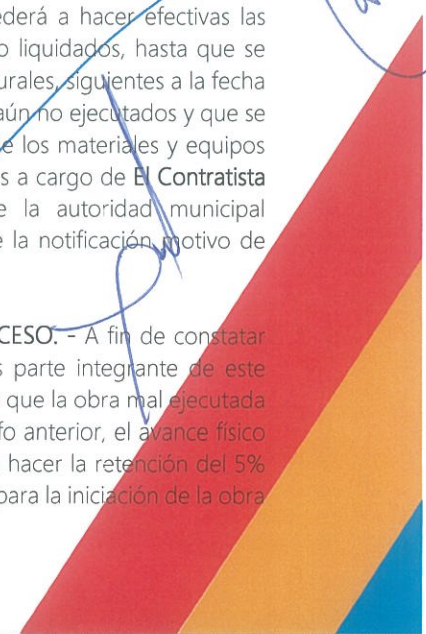 ederá a hacer efectivas las
o liquidados, hasta que se
urales, siguientes a la fecha
aún no ejecutados y que se
e los materiales y equipos
s a cargo de El Contratista
e la autoridad municipal
e la notificación motivo de
CESO. - A fin de constatar
s parte integrante de este
que la obra mal ejecutada
fo anterior, el avance físico
hacer la retención del 5%
para la iniciación de la obra